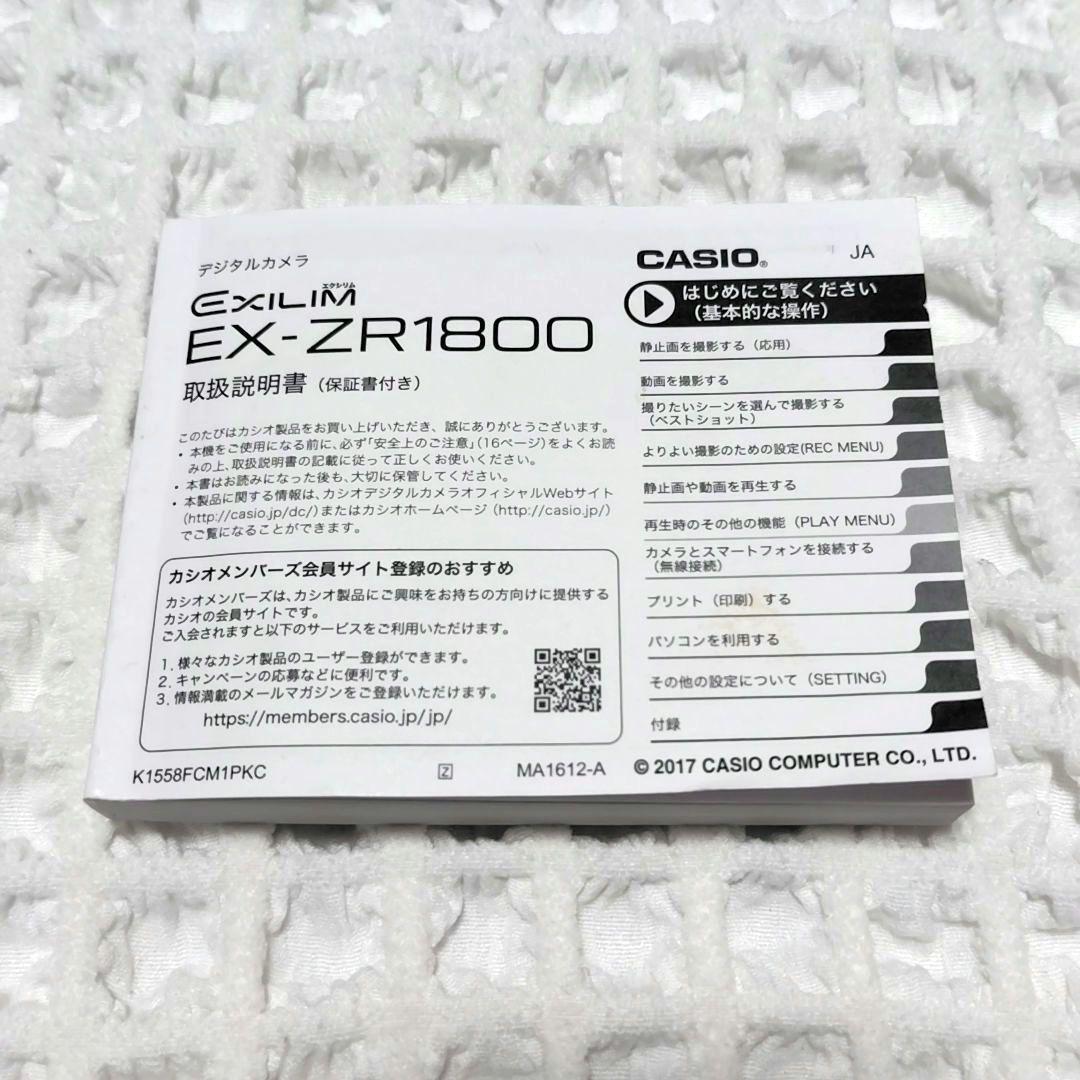 デジタルカメラ
エクシリム
EXILIM
EX-ZR1800
取扱説明書（保証書付き）
このたびはカシオ製品をお買い上げいただき、誠にありがとうございます。
• 本機をご使用になる前に、必ず「安全上のご注意」（16ページ）をよくお読
みの上、取扱説明書の記載に従って正しくお使いください。
• 本書はお読みになった後も、大切に保管してください。
• 本製品に関する情報は、カシオデジタルカメラオフィシャルWebサイト
（http://casio.jp/dc/）またはカシオホームページ（http://casio.jp/）
でご覧になることができます。
カシオメンバーズ会員サイト登録のおすすめ
カシオメンバーズは、カシオ製品にご興味をお持ちの方向けに提供する
カシオの会員サイトです。
ご入会されますと以下のサービスをご利用いただけます。
1. 様々なカシオ製品のユーザー登録ができます。
2. キャンペーンの応募などに便利です。
3. 情報満載のメールマガジンをご登録いただけます。
https://members.casio.jp/jp/
K1558FCM1PKC
Z
MA1612-A
CASIO®
JA
はじめにご覧ください
（基本的な操作）
静止画を撮影する（応用）
動画を撮影する
撮りたいシーンを選んで撮影する
（ベストショット）
よりよい撮影のための設定(REC MENU)
静止画や動画を再生する
再生時のその他の機能（PLAY MENU）
カメラとスマートフォンを接続する
（無線接続）
プリント（印刷）する
パソコンを利用する
その他の設定について（SETTING）
付録
© 2017 CASIO COMPUTER CO., LTD.